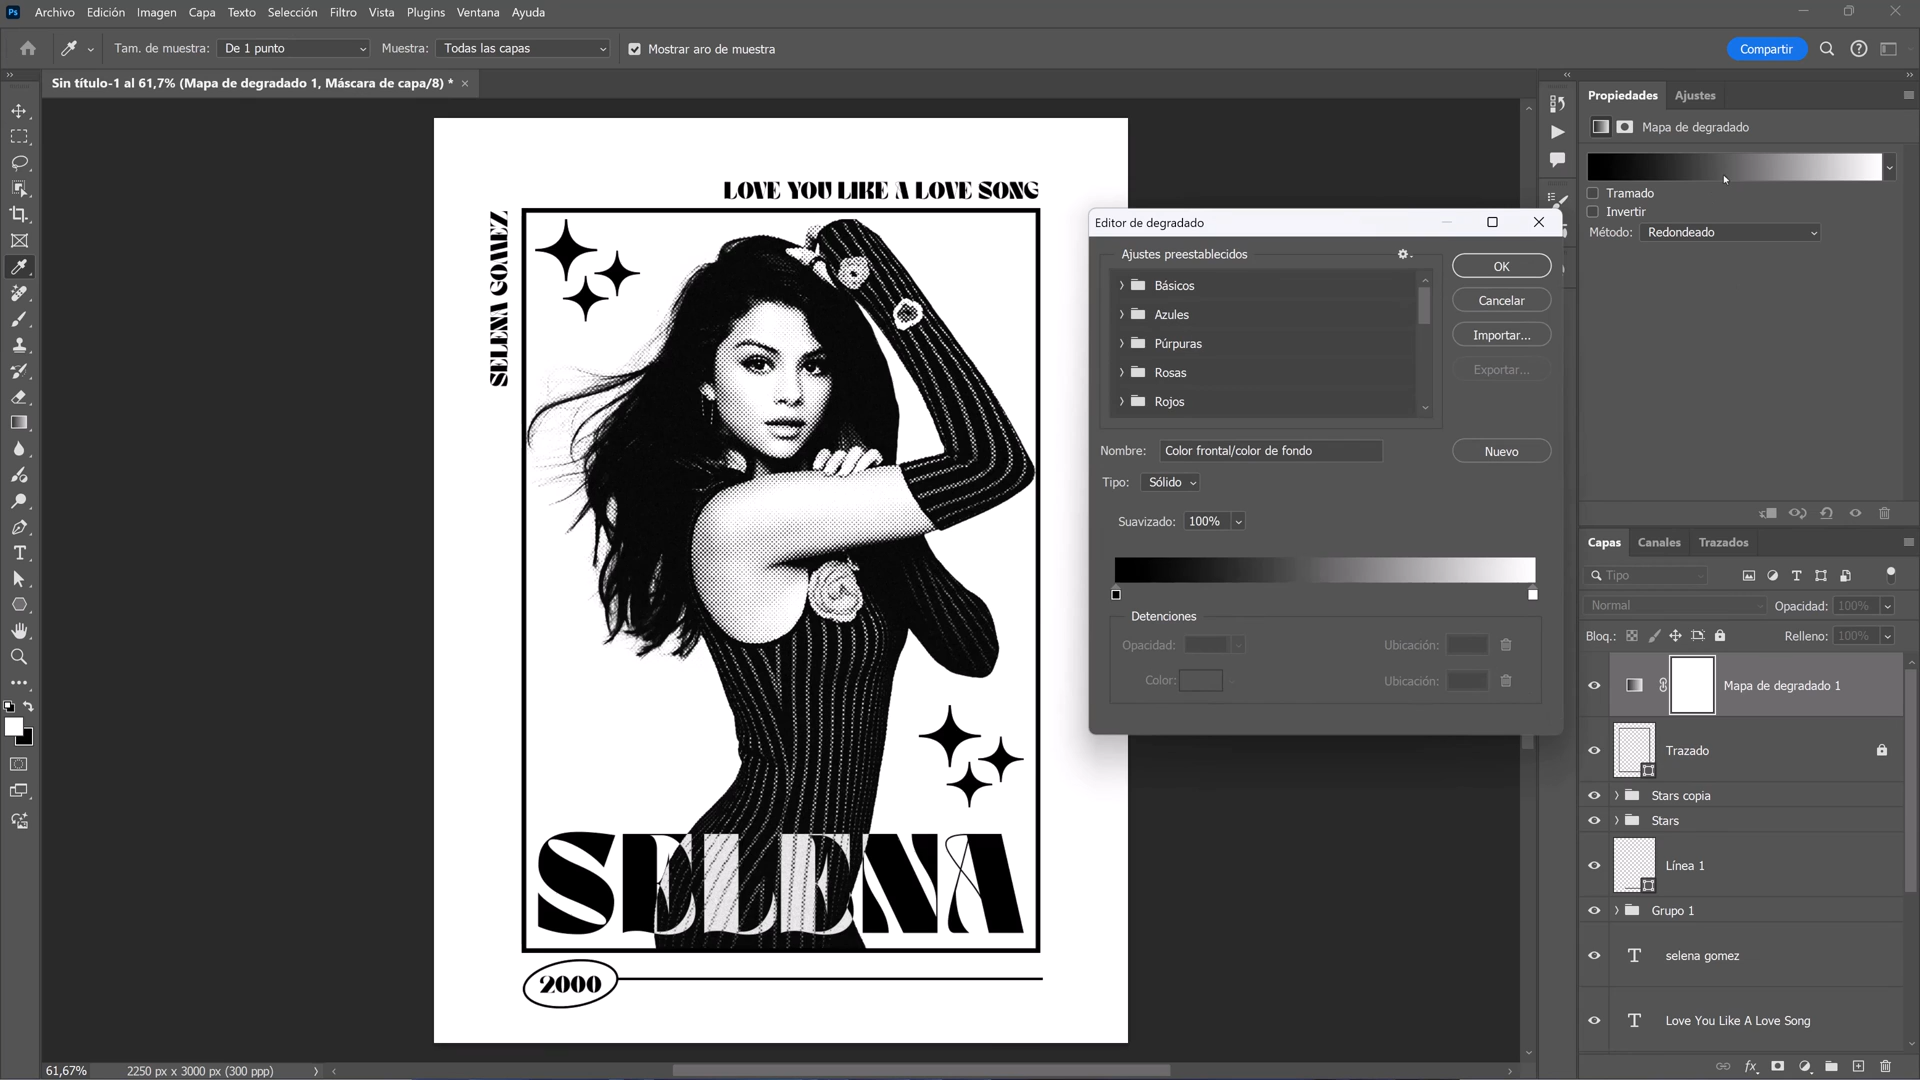 Ps Archivo Edición Imagen Capa Texto Selección Filtro Vista Plugins Ventana Ayuda
Tam. de muestra: De 1 punto Muestra: Todas las capas Mostrar aro de muestra Compartir
Sin título-1 al 61,7% (Mapa de degradado 1, Máscara de capa/8) *
LOVE YOU LIKE A LOVE SONG
SELENA GOMEZ
SELENA
2000
61,67% 2250 px x 3000 px (300 ppp)
Editor de degradado
Ajustes preestablecidos
Básicos
Azules
Púrpuras
Rosas
Rojos
OK
Cancelar
Importar...
Exportar...
Nombre: Color frontal/color de fondo
Nuevo
Tipo: Sólido
Suavizado: 100%
Detenciones
Opacidad: Ubicación:
Color: Ubicación:
Propiedades Ajustes
Mapa de degradado
Tramado
Invertir
Método: Redondeado
Capas Canales Trazados
Tipo
Normal Opacidad: 100%
Bloq.: Relleno: 100%
Mapa de degradado 1
Trazado
Stars copia
Stars
Línea 1
Grupo 1
T selena gomez
T Love You Like A Love Song
fx